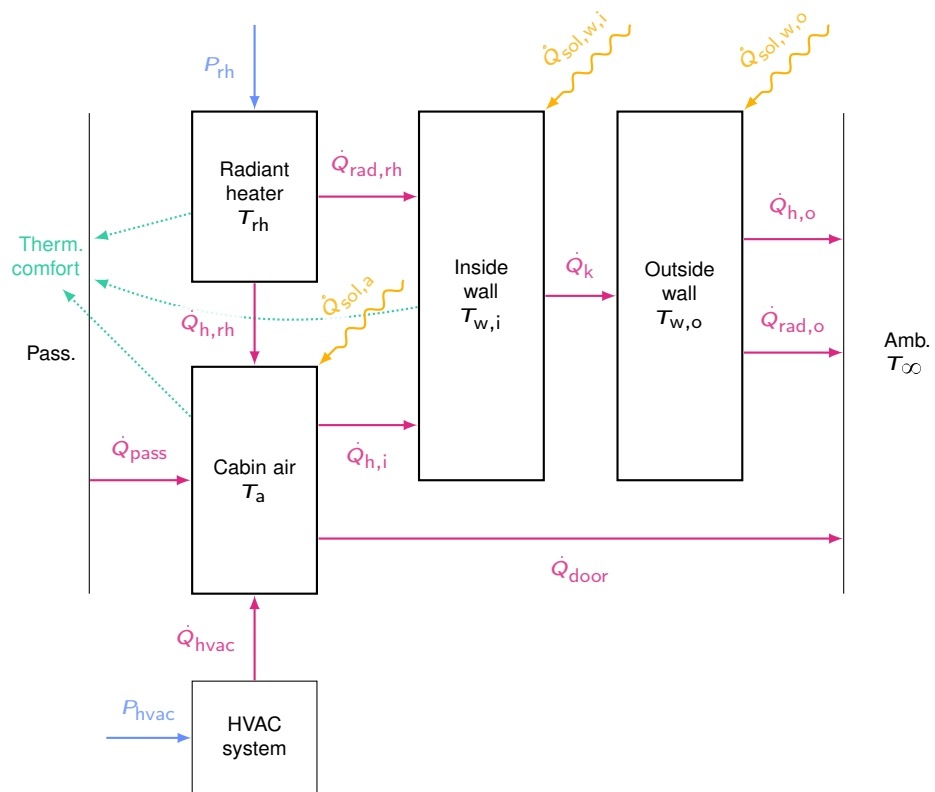 P_rh
Q̇_sol,w,i
Q̇_sol,w,o
Radiant
heater
T_rh
Q̇_rad,rh
Q̇_h,o
Therm.
comfort
Q̇_sol,a
Inside
wall
T_w,i
Q̇_k
Outside
wall
T_w,o
Q̇_h,rh
Q̇_rad,o
Pass.
Amb.
T_∞
Q̇_pass
Cabin air
T_a
Q̇_h,i
Q̇_door
Q̇_hvac
P_hvac
HVAC
system